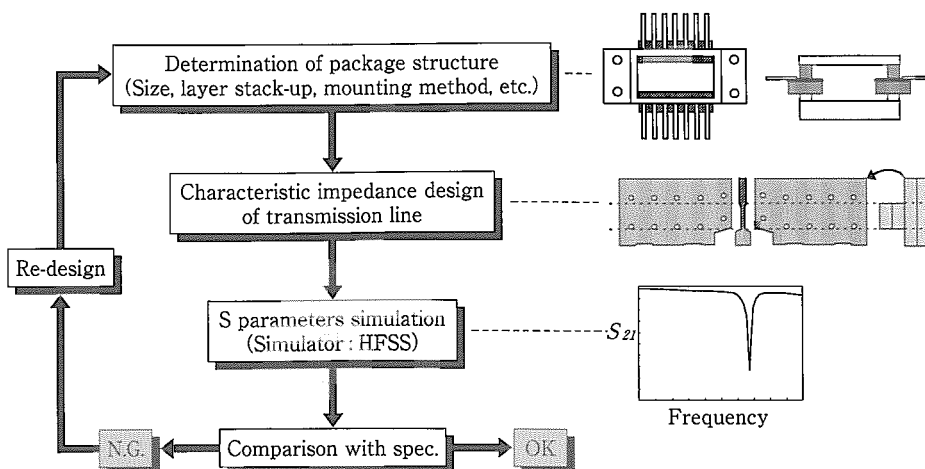 Determination of package structure
(Size, layer stack-up, mounting method, etc.)
Characteristic impedance design
of transmission line
Re-design
S parameters simulation
(Simulator : HFSS)
S21
Frequency
N.G.
Comparison with spec.
OK